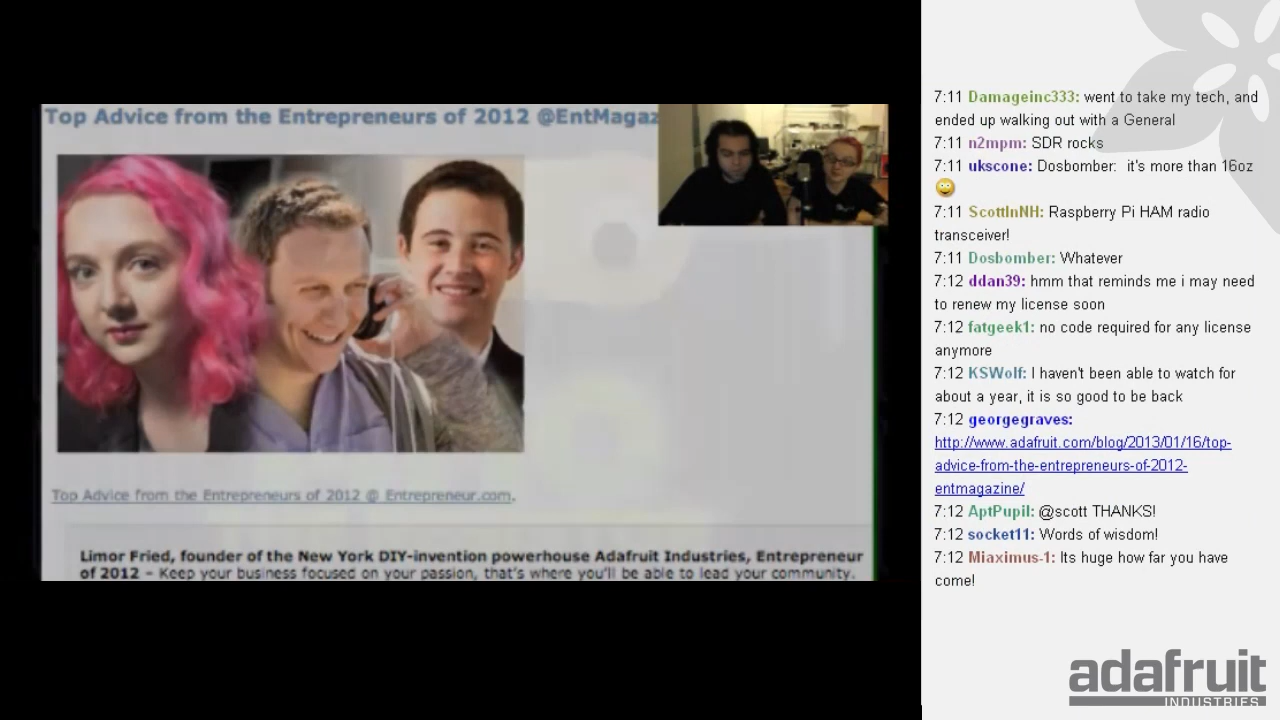 Top Advice from the Entrepreneurs of 2012 @EntMagaz
Top Advice from the Entrepreneurs of 2012 @ Entrepreneur.com.
Limor Fried, founder of the New York DIY-invention powerhouse Adafruit Industries, Entrepreneur
of 2012 – Keep your business focused on your passion, that's where you'll be able to lead your community.
7:11 Damageinc333: went to take my tech, and
ended up walking out with a General
7:11 n2mpm: SDR rocks
7:11 ukscone: Dosbomber: it's more than 16oz
7:11 ScottInNH: Raspberry Pi HAM radio
transceiver!
7:11 Dosbomber: Whatever
7:12 ddan39: hmm that reminds me i may need
to renew my license soon
7:12 fatgeek1: no code required for any license
anymore
7:12 KSWolf: I haven't been able to watch for
about a year, it is so good to be back
7:12 georgegraves:
http://www.adafruit.com/blog/2013/01/16/top-
advice-from-the-entrepreneurs-of-2012-
entmagazine/
7:12 AptPupil: @scott THANKS!
7:12 socket11: Words of wisdom!
7:12 Miaximus-1: Its huge how far you have
come!
adafruit
INDUSTRIES